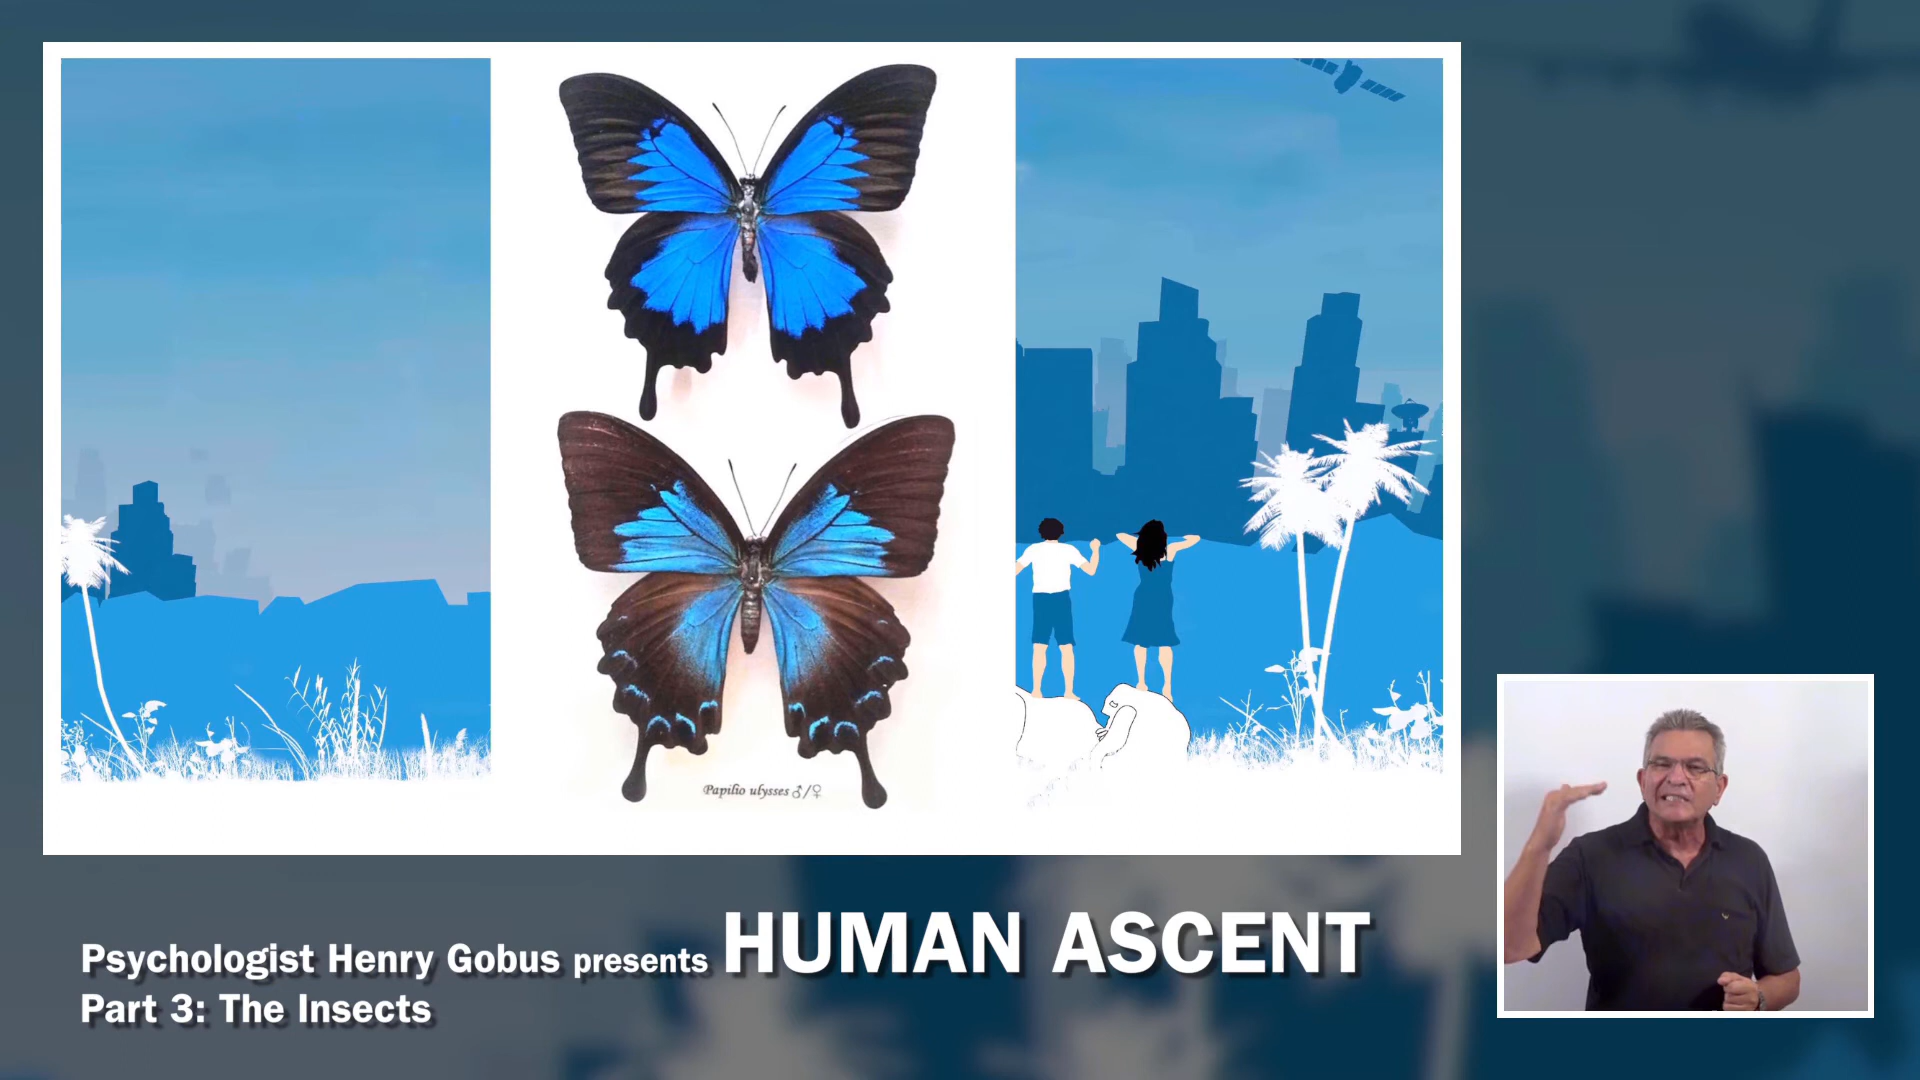 Papilio ulysses ♂/♀
Psychologist Henry Gobus presents HUMAN ASCENT
Part 3: The Insects